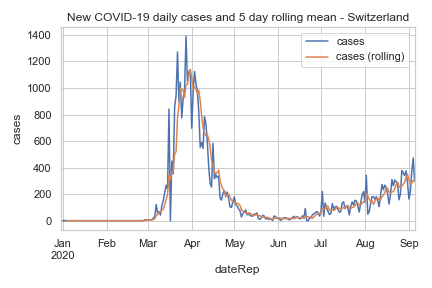 New COVID-19 daily cases and 5 day rolling mean - Switzerland
cases
cases (rolling)
1400
1200
1000
800
600
400
200
0
cases
Jan Feb Mar Apr May Jun Jul Aug Sep
2020
dateRep